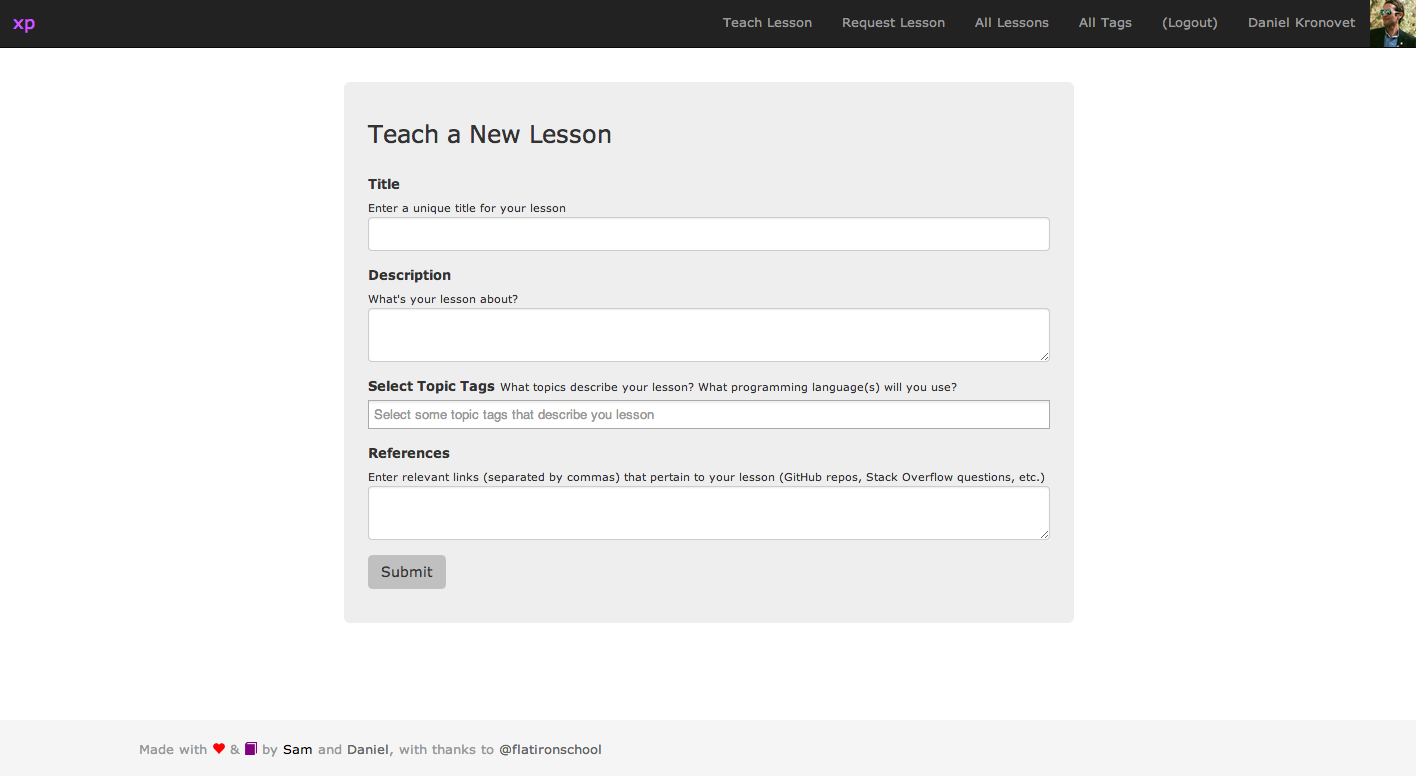 xp Teach Lesson Request Lesson All Lessons All Tags (Logout) Daniel Kronovet
Teach a New Lesson
Title
Enter a unique title for your lesson
Description
What's your lesson about?
Select Topic Tags What topics describe your lesson? What programming language(s) will you use?
Select some topic tags that describe you lesson
References
Enter relevant links (separated by commas) that pertain to your lesson (GitHub repos, Stack Overflow questions, etc.)
Submit
Made with ♥ & by Sam and Daniel, with thanks to @flatironschool